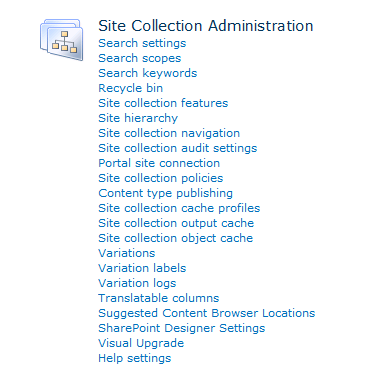 Site Collection Administration
Search settings
Search scopes
Search keywords
Recycle bin
Site collection features
Site hierarchy
Site collection navigation
Site collection audit settings
Portal site connection
Site collection policies
Content type publishing
Site collection cache profiles
Site collection output cache
Site collection object cache
Variations
Variation labels
Variation logs
Translatable columns
Suggested Content Browser Locations
SharePoint Designer Settings
Visual Upgrade
Help settings